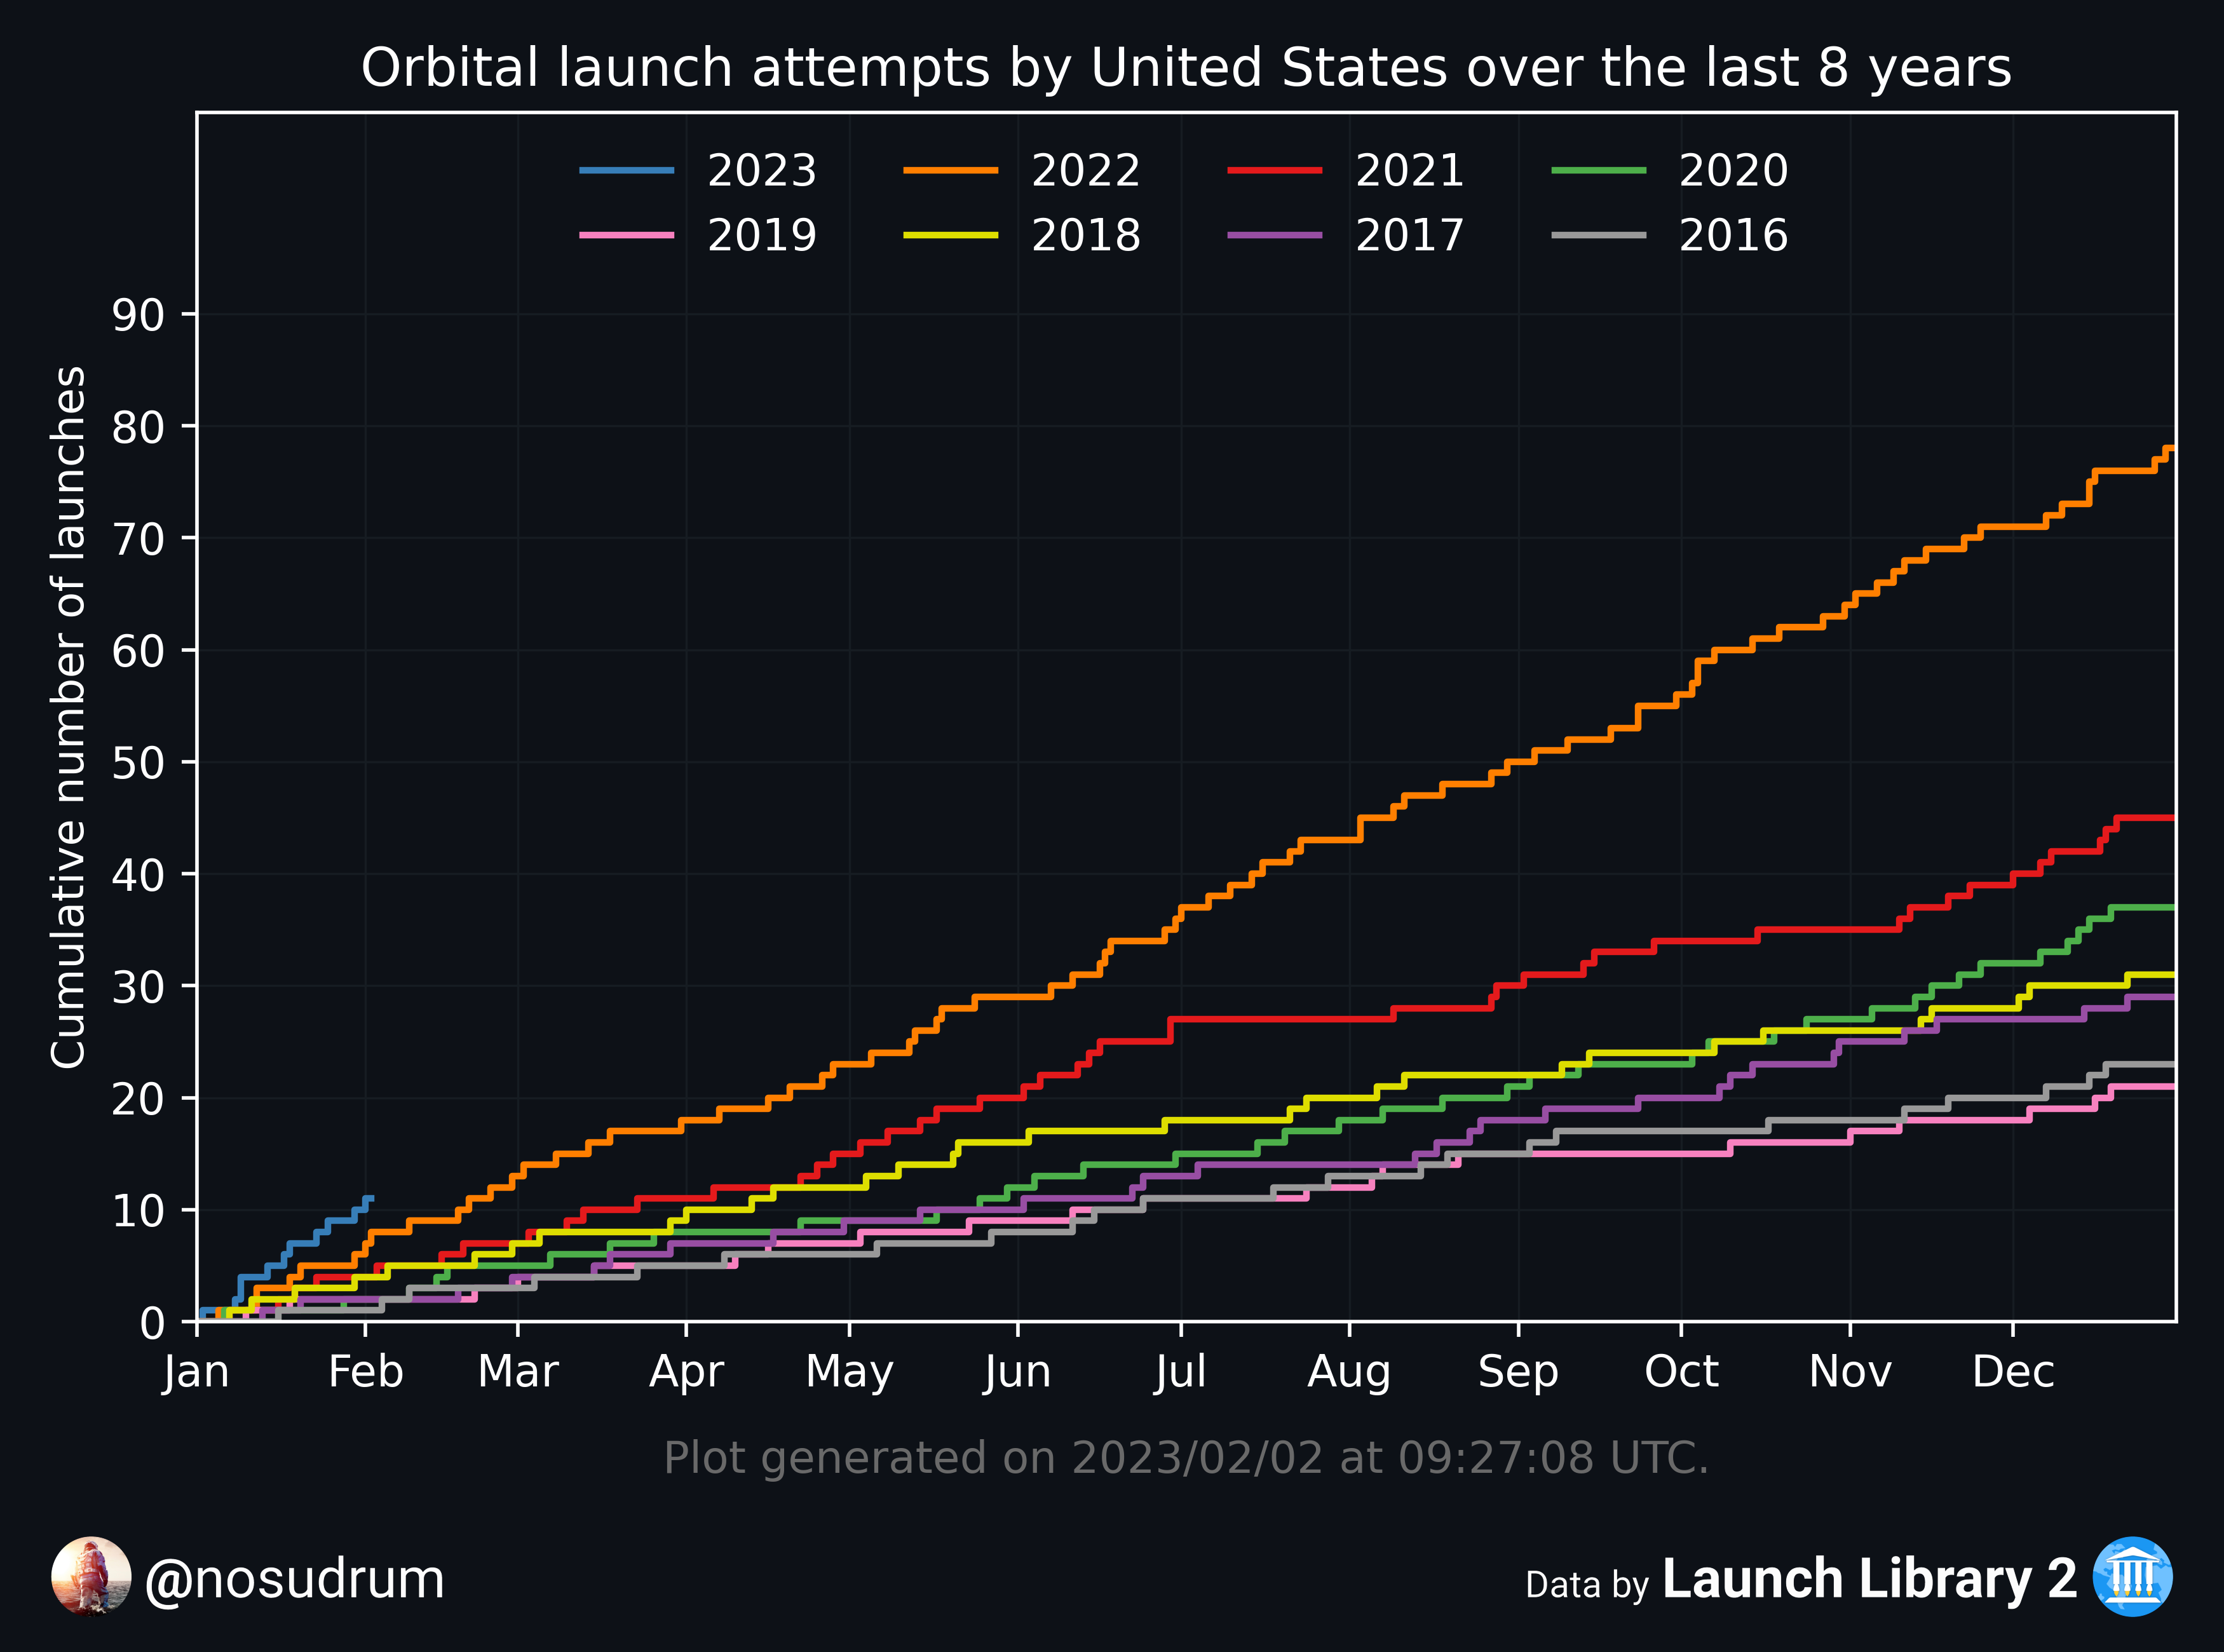 Orbital launch attempts by United States over the last 8 years
2023 2022 2021 2020
2019 2018 2017 2016
Cumulative number of launches
90
80
70
60
50
40
30
20
10
0
Jan Feb Mar Apr May Jun Jul Aug Sep Oct Nov Dec
Plot generated on 2023/02/02 at 09:27:08 UTC.
@nosudrum
Data by Launch Library 2